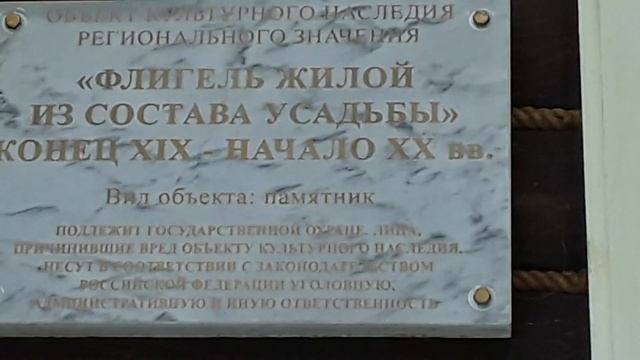 ОБЪЕКТ КУЛЬТУРНОГО НАСЛЕДИЯ
РЕГИОНАЛЬНОГО ЗНАЧЕНИЯ
«ФЛИГЕЛЬ ЖИЛОЙ
ИЗ СОСТАВА УСАДЬБЫ»
КОНЕЦ XIX - НАЧАЛО XX вв.
Вид объекта: памятник
ПОДЛЕЖИТ ГОСУДАРСТВЕННОЙ ОХРАНЕ. ЛИЦА,
ПРИЧИНИВШИЕ ВРЕД ОБЪЕКТУ КУЛЬТУРНОГО НАСЛЕДИЯ,
НЕСУТ В СООТВЕТСТВИИ С ЗАКОНОДАТЕЛЬСТВОМ
РОССИЙСКОЙ ФЕДЕРАЦИИ УГОЛОВНУЮ,
АДМИНИСТРАТИВНУЮ И ИНУЮ ОТВЕТСТВЕННОСТЬ